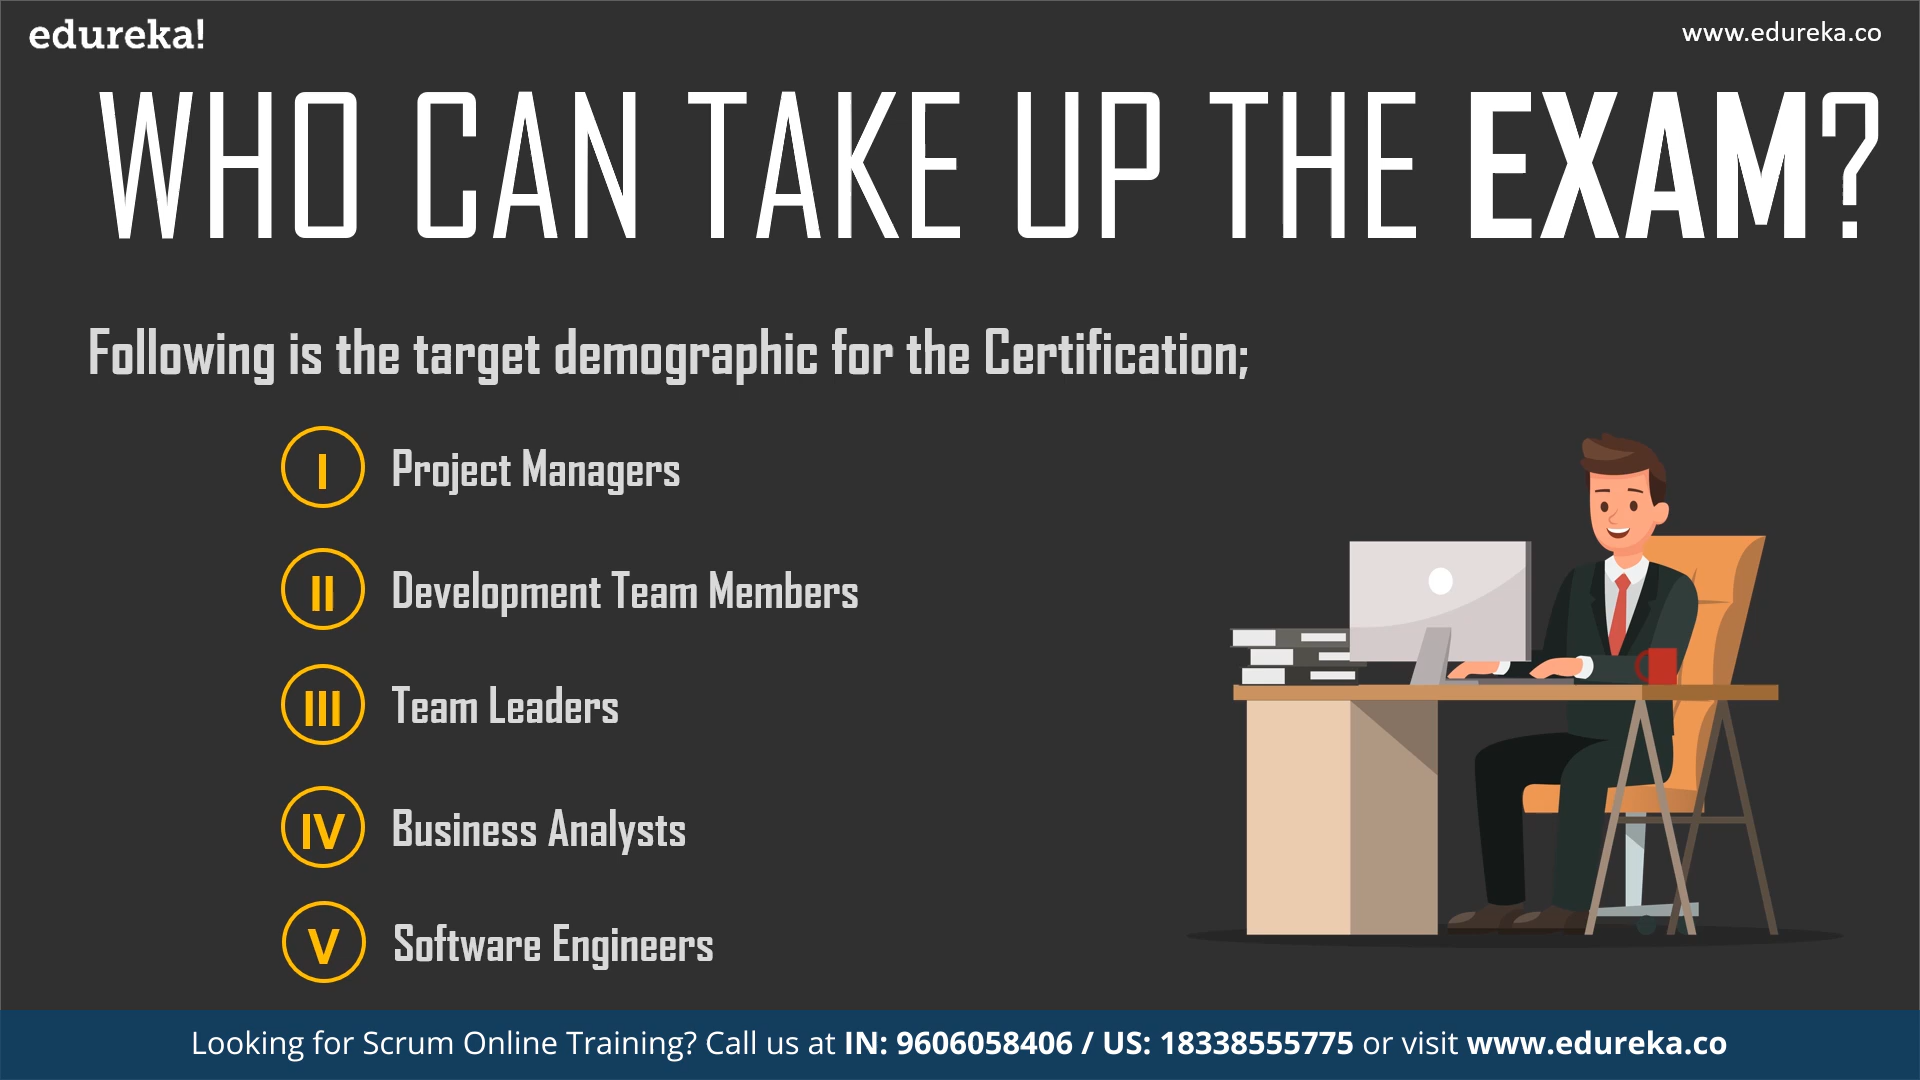 edureka!
www.edureka.co
WHO CAN TAKE UP THE EXAM?
Following is the target demographic for the Certification;
I Project Managers
II Development Team Members
III Team Leaders
IV Business Analysts
V Software Engineers
Looking for Scrum Online Training? Call us at IN: 9606058406 / US: 18338555775 or visit www.edureka.co